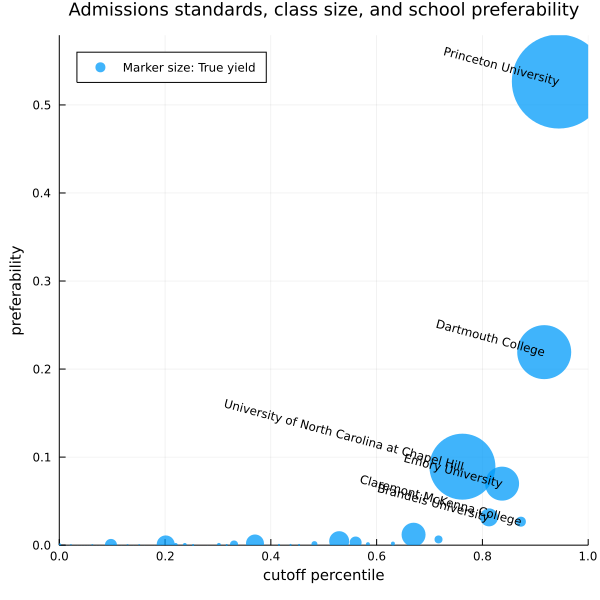 Admissions standards, class size, and school preferability
Marker size: True yield
Princeton University
Dartmouth College
University of North Carolina at Chapel Hill
Emory University
Claremont McKenna College
Brandeis University
preferability
0.5
0.4
0.3
0.2
0.1
0.0
0.0 0.2 0.4 0.6 0.8 1.0
cutoff percentile